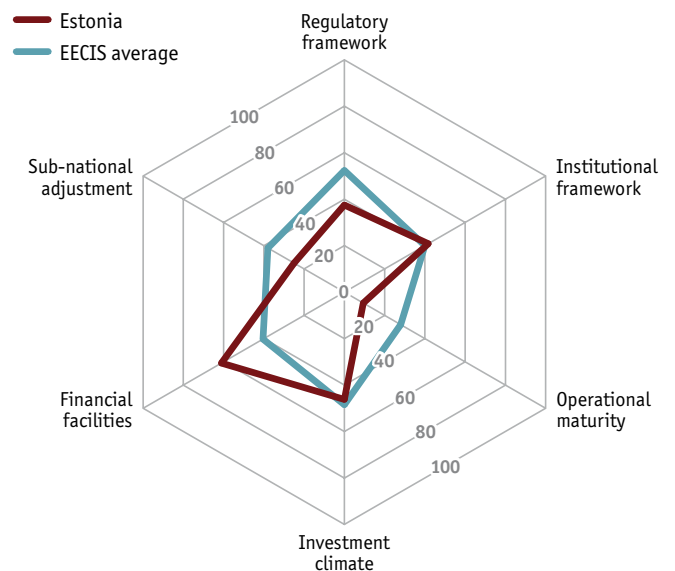 Estonia
EECIS average
Regulatory
framework
Institutional
framework
Operational
maturity
Investment
climate
Financial
facilities
Sub-national
adjustment
100
80
60
40
20
0
20
40
60
80
100